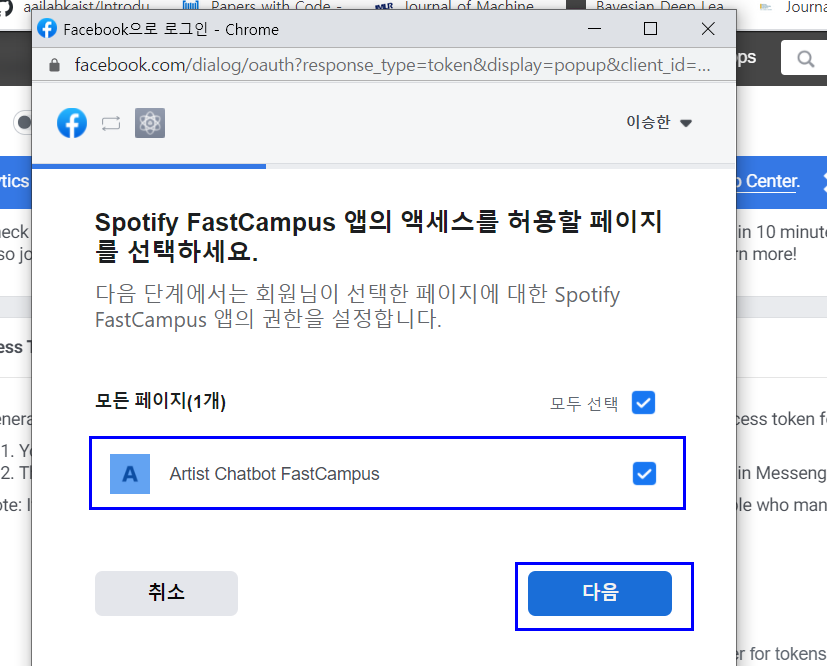 aailabkaist/Introdu
Papers with Code -
Journal of Machine
Bayesian Deep Lea
Journa
Facebook으로 로그인 - Chrome
facebook.com/dialog/oauth?response_type=token&display=popup&client_id=...
이승한
ytics
Center.
Spotify FastCampus 앱의 액세스를 허용할 페이지
를 선택하세요.
다음 단계에서는 회원님이 선택한 페이지에 대한 Spotify
FastCampus 앱의 권한을 설정합니다.
eck
so jo
in 10 minute
rn more!
ess T
모든 페이지(1개)
모두 선택
enera
cess token fo
1. Yo
A Artist Chatbot FastCampus
2. Th
in Messeng
ote: I
ple who man
취소
다음
er for tokens